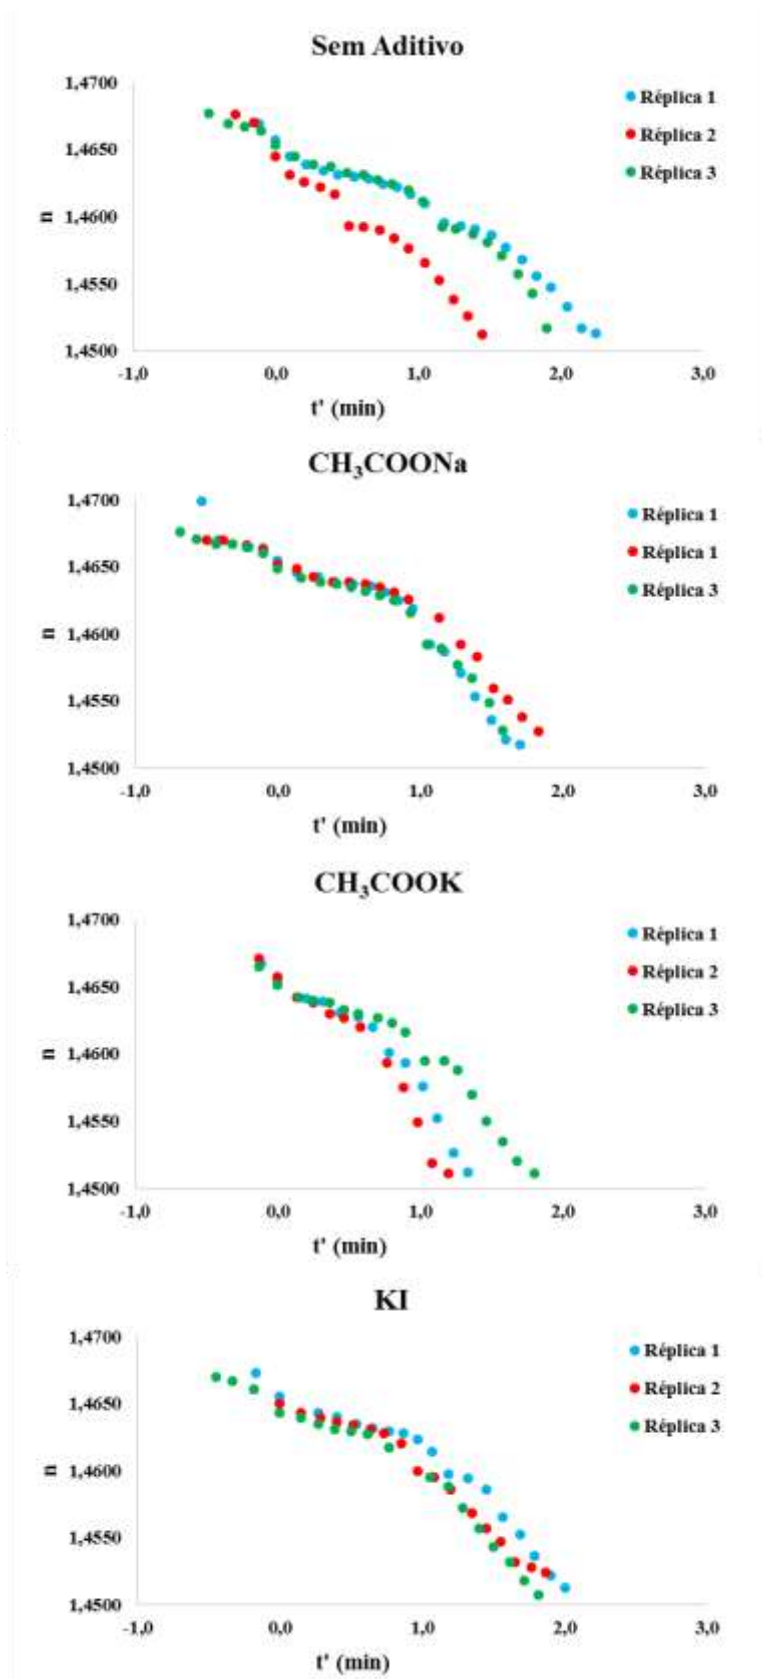 Sem Aditivo
1,4700
1,4650
1,4600
1,4550
1,4500
n
-1,0 0,0 1,0 2,0 3,0
t' (min)
Réplica 1
Réplica 2
Réplica 3
CH₃COONa
1,4700
1,4650
1,4600
1,4550
1,4500
n
-1,0 0,0 1,0 2,0 3,0
t' (min)
Réplica 1
Réplica 1
Réplica 3
CH₃COOK
1,4700
1,4650
1,4600
1,4550
1,4500
n
-1,0 0,0 1,0 2,0 3,0
t' (min)
Réplica 1
Réplica 2
Réplica 3
KI
1,4700
1,4650
1,4600
1,4550
1,4500
n
-1,0 0,0 1,0 2,0 3,0
t' (min)
Réplica 1
Réplica 2
Réplica 3